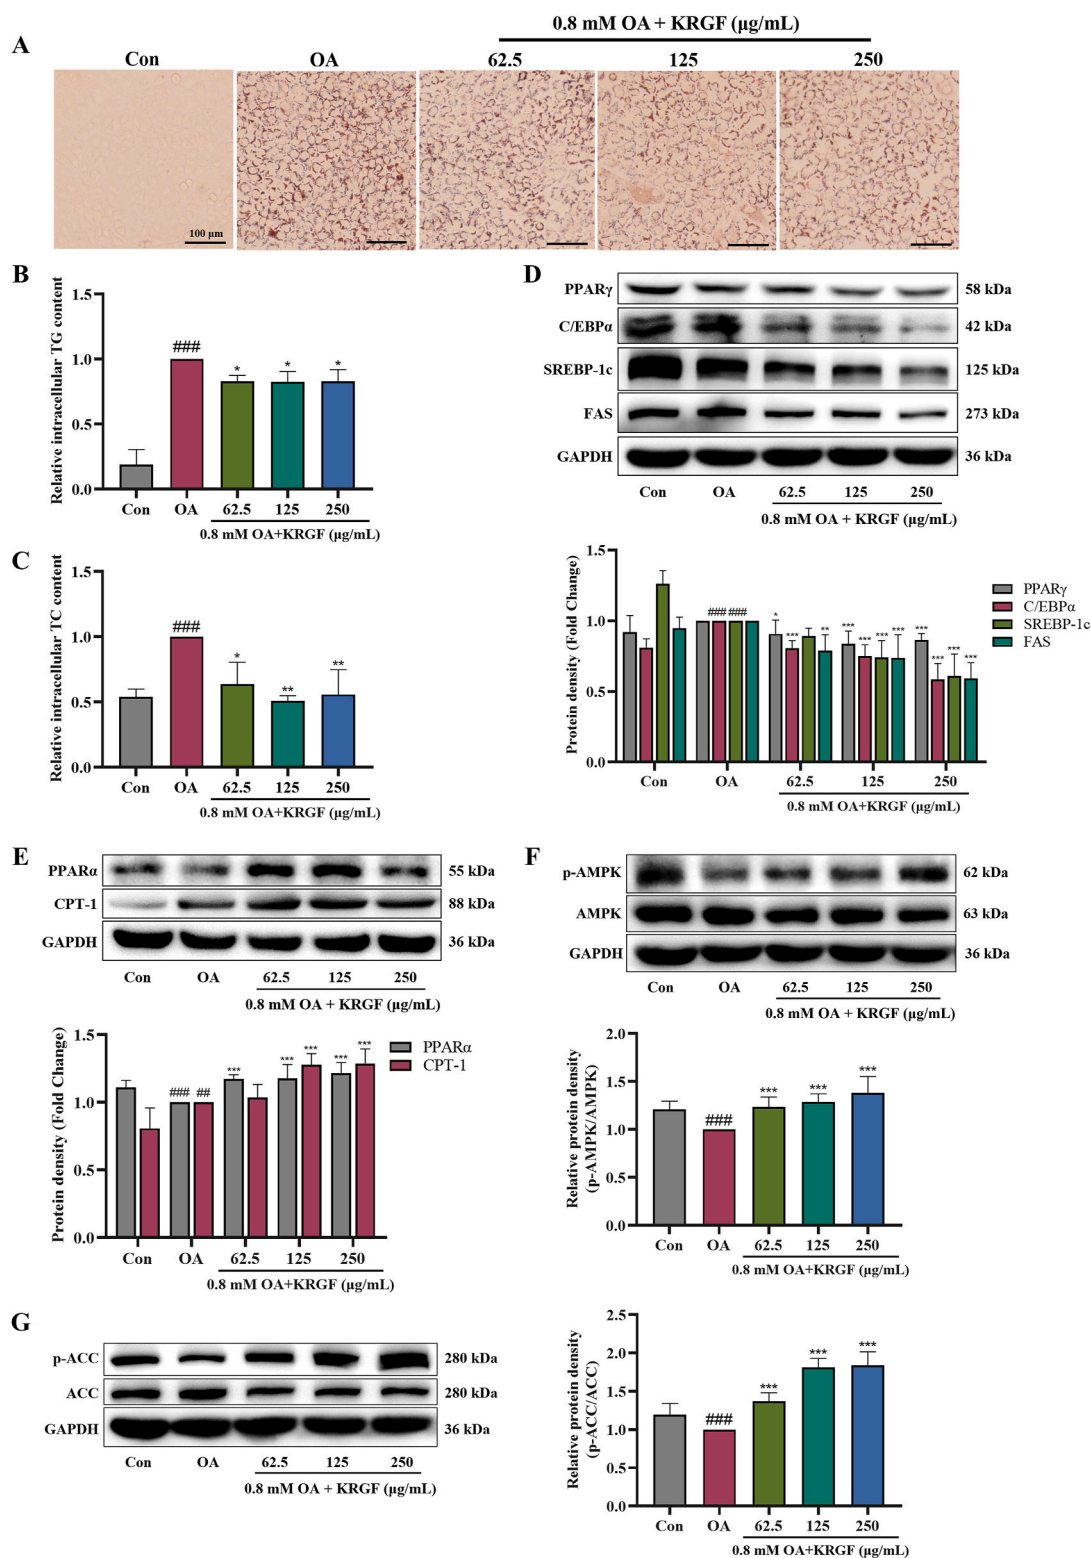 A
0.8 mM OA + KRGF (μg/mL)
Con OA 62.5 125 250
100 μm
B
Relative intracellular TG content
1.5
1.0
0.5
0.0
###
* * *
Con OA 62.5 125 250
0.8 mM OA+KRGF (μg/mL)
C
Relative intracellular TC content
1.5
1.0
0.5
0.0
###
* ** **
Con OA 62.5 125 250
0.8 mM OA+KRGF (μg/mL)
D
PPARγ 58 kDa
C/EBPα 42 kDa
SREBP-1c 125 kDa
FAS 273 kDa
GAPDH 36 kDa
Con OA 62.5 125 250
0.8 mM OA + KRGF (μg/mL)
Protein density (Fold Change)
1.5
1.0
0.5
0.0
### ###
* *** **
*** *** *** ***
*** *** *** ***
PPARγ
C/EBPα
SREBP-1c
FAS
Con OA 62.5 125 250
0.8 mM OA+KRGF (μg/mL)
E
PPARα 55 kDa
CPT-1 88 kDa
GAPDH 36 kDa
Con OA 62.5 125 250
0.8 mM OA + KRGF (μg/mL)
Protein density (Fold Change)
1.5
1.0
0.5
0.0
### ##
*** *** *** *** ***
PPARα
CPT-1
Con OA 62.5 125 250
0.8 mM OA+KRGF (μg/mL)
F
p-AMPK 62 kDa
AMPK 63 kDa
GAPDH 36 kDa
Con OA 62.5 125 250
0.8 mM OA + KRGF (μg/mL)
Relative protein density
(p-AMPK/AMPK)
2.0
1.5
1.0
0.5
0.0
###
*** *** ***
Con OA 62.5 125 250
0.8 mM OA+KRGF (μg/mL)
G
p-ACC 280 kDa
ACC 280 kDa
GAPDH 36 kDa
Con OA 62.5 125 250
0.8 mM OA + KRGF (μg/mL)
Relative protein density
(p-ACC/ACC)
2.5
2.0
1.5
1.0
0.5
0.0
###
*** *** ***
Con OA 62.5 125 250
0.8 mM OA+KRGF (μg/mL)